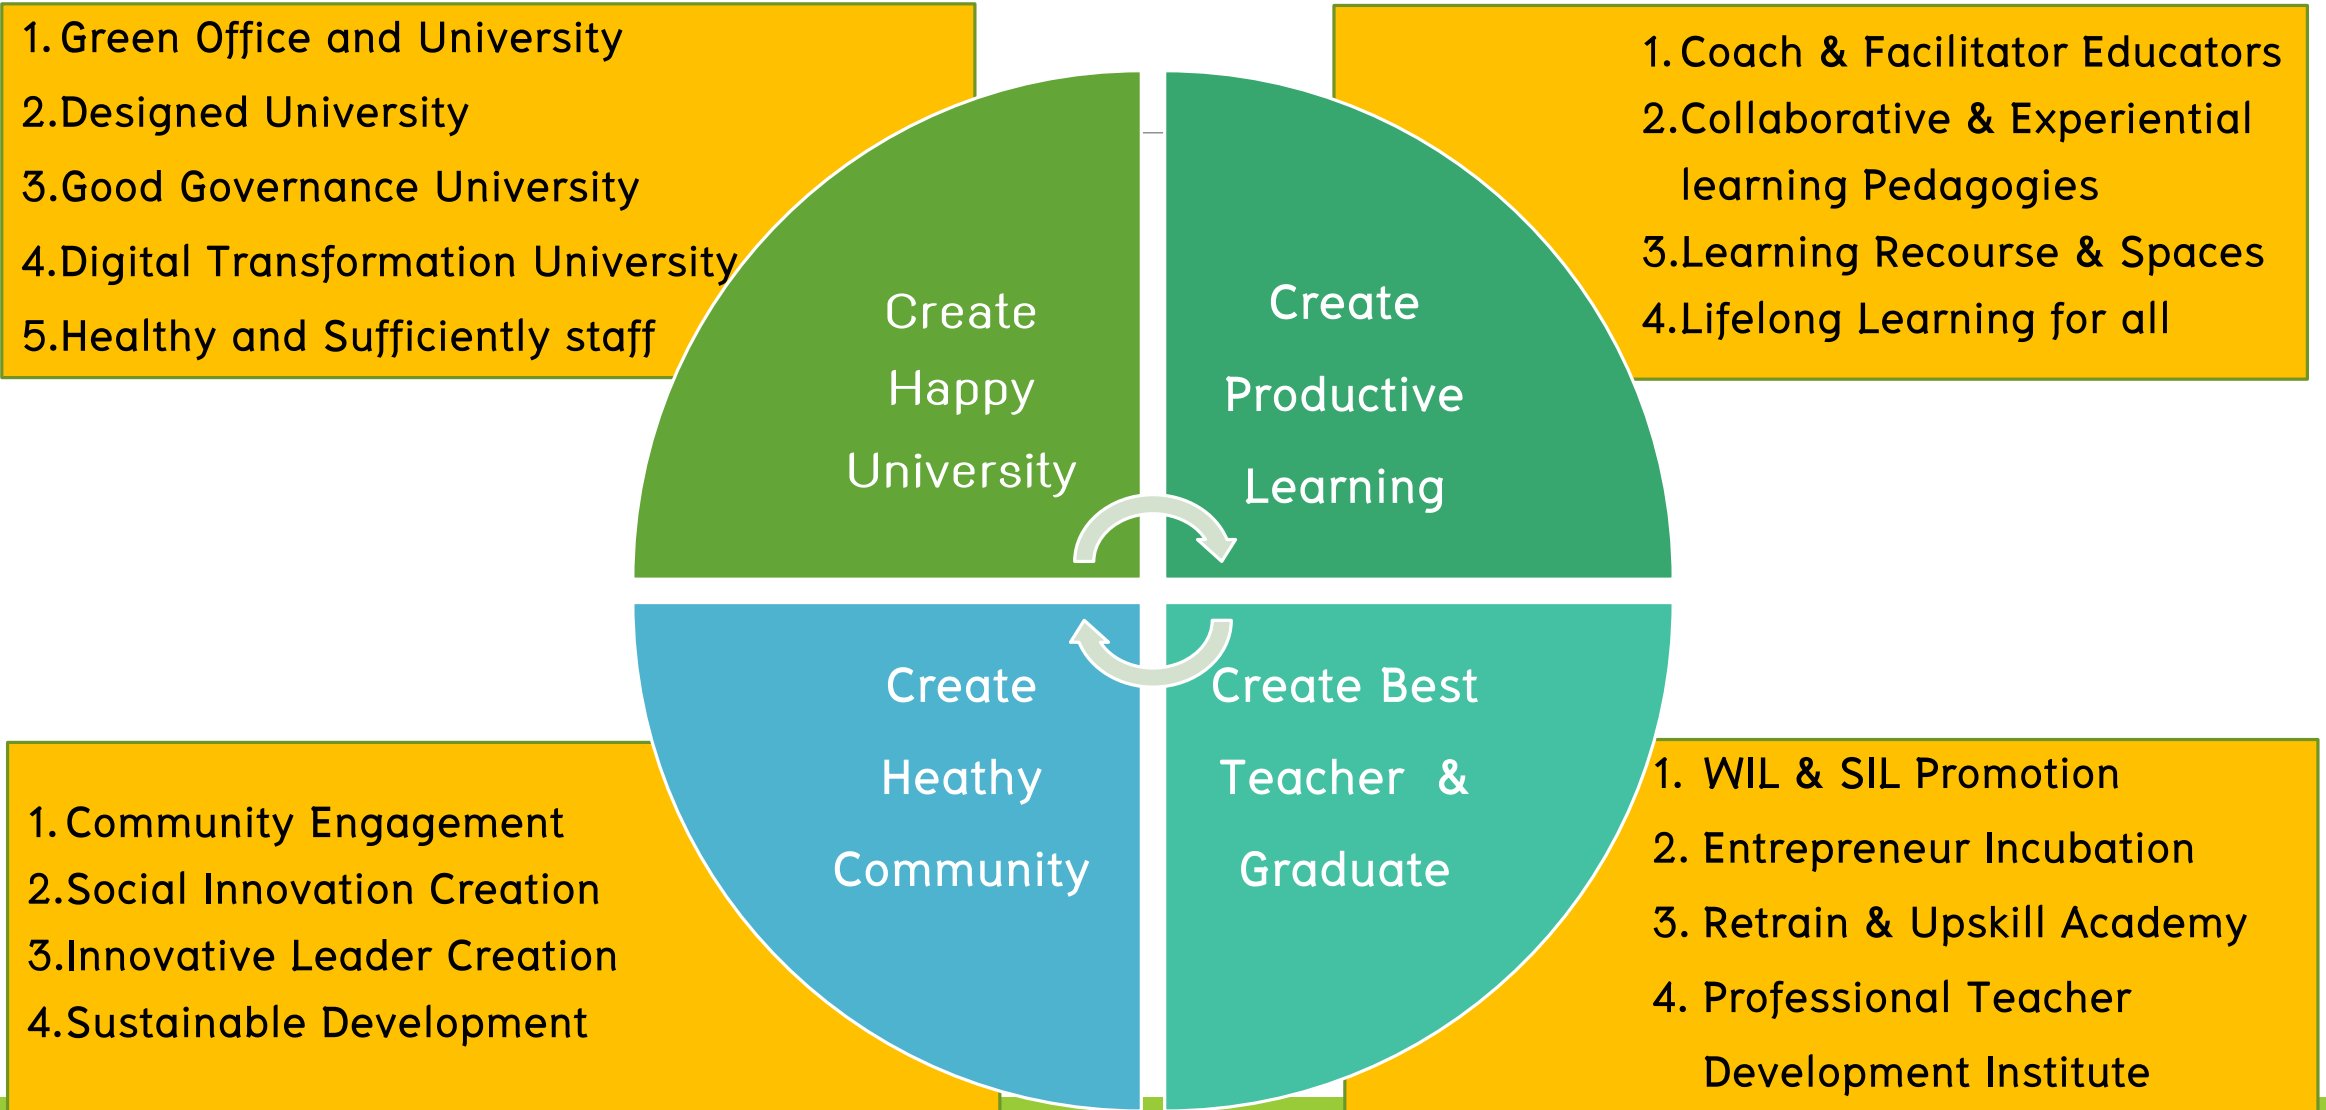 1. Green Office and University
2.Designed University
3.Good Governance University
4.Digital Transformation University
5.Healthy and Sufficiently staff
1. Coach & Facilitator Educators
2.Collaborative & Experiential
learning Pedagogies
3.Learning Recourse & Spaces
4.Lifelong Learning for all
Create
Happy
University
Create
Productive
Learning
Create
Heathy
Community
Create Best
Teacher &
Graduate
1. Community Engagement
2.Social Innovation Creation
3.Innovative Leader Creation
4.Sustainable Development
1. WIL & SIL Promotion
2. Entrepreneur Incubation
3. Retrain & Upskill Academy
4. Professional Teacher
Development Institute